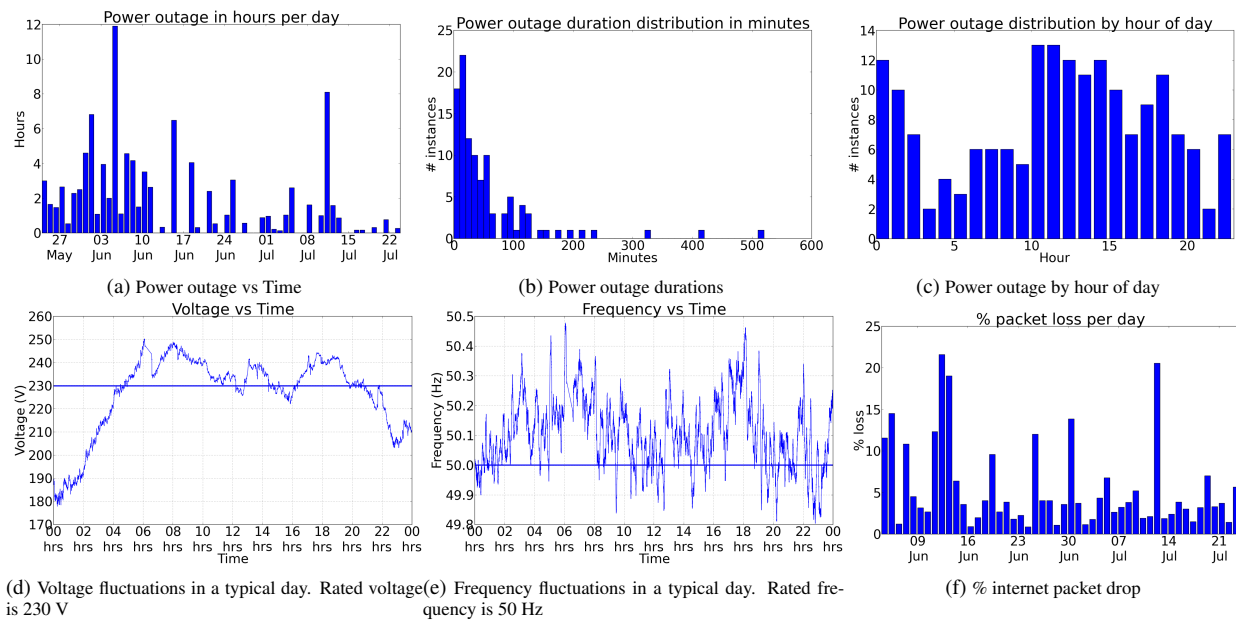 Power outage in hours per day
12
10
8
6
4
2
0
Hours
27 03 10 17 24 01 08 15 22
May Jun Jun Jun Jun Jul Jul Jul Jul
(a) Power outage vs Time
Power outage duration distribution in minutes
25
20
15
10
5
0
# instances
0 100 200 300 400 500 600
Minutes
(b) Power outage durations
Power outage distribution by hour of day
14
12
10
8
6
4
2
0
# instances
0 5 10 15 20
Hour
(c) Power outage by hour of day
Voltage vs Time
260
250
240
230
220
210
200
190
180
170
Voltage (V)
00 02 04 06 08 10 12 14 16 18 20 22 00
hrs hrs hrs hrs hrs hrs hrs hrs hrs hrs hrs hrs hrs
Time
(d) Voltage fluctuations in a typical day. Rated voltage
is 230 V
Frequency vs Time
50.5
50.4
50.3
50.2
50.1
50.0
49.9
49.8
Frequency (Hz)
00 02 04 06 08 10 12 14 16 18 20 22 00
hrs hrs hrs hrs hrs hrs hrs hrs hrs hrs hrs hrs hrs
Time
(e) Frequency fluctuations in a typical day. Rated fre-
quency is 50 Hz
% packet loss per day
25
20
15
10
5
0
% loss
09 16 23 30 07 14 21
Jun Jun Jun Jun Jul Jul Jul
(f) % internet packet drop